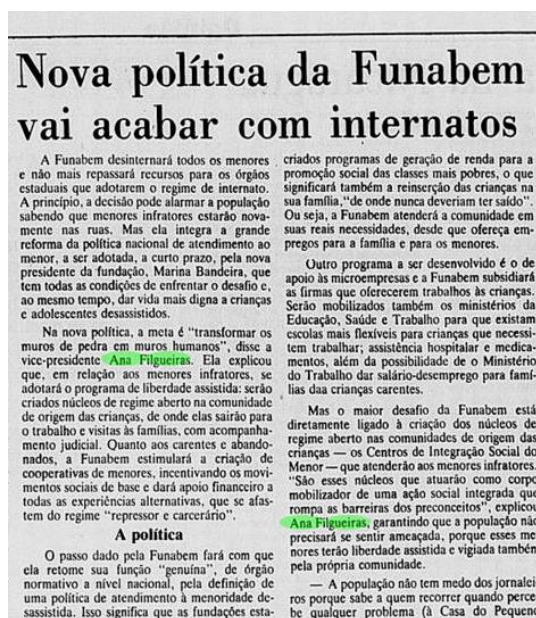 Nova política da Funabem
vai acabar com internatos
A Funabem desinternará todos os menores
e não mais repassará recursos para os órgãos
estaduais que adotarem o regime de internato.
A princípio, a decisão pode alarmar a população
sabendo que menores infratores estarão nova-
mente nas ruas. Mas ela integra a grande
reforma da política nacional de atendimento ao
menor, a ser adotada, a curto prazo, pela nova
presidente da fundação, Marina Bandeira, que
tem todas as condições de enfrentar o desafio e,
ao mesmo tempo, dar vida mais digna a crianças
e adolescentes desassistidos.
Na nova política, a meta é “transformar os
muros de pedra em muros humanos”, disse a
vice-presidente Ana Filgueiras. Ela explicou
que, em relação aos menores infratores, se
adotará o programa de liberdade assistida: serão
criados núcleos de regime aberto na comunidade
de origem das crianças, de onde elas sairão para
o trabalho e visitas às famílias, com acompanha-
mento judicial. Quanto aos carentes e abando-
nados, a Funabem estimulará a criação de
cooperativas de menores, incentivando os movi-
mentos sociais de base e dará apoio financeiro a
todas as experiências alternativas, que se afas-
tem do regime “repressor e carcerário”.
A política
O passo dado pela Funabem fará com que
ela retome sua função “genuína”, de órgão
normativo a nível nacional, pela definição de
uma política de atendimento à menoridade de-
sassistida. Isso significa que as fundações esta-
criados programas de geração de renda para a
promoção social das classes mais pobres, o que
significará também a reinserção das crianças na
sua família,“de onde nunca deveriam ter saído”.
Ou seja, a Funabem atenderá a comunidade em
suas reais necessidades, desde que ofereça em-
pregos para a família e para os menores.
Outro programa a ser desenvolvido é o de
apoio às microempresas e a Funabem subsidiará
as firmas que oferecerem trabalhos às crianças.
Serão mobilizados também os ministérios da
Educação, Saúde e Trabalho para que existam
escolas mais flexíveis para crianças que necessi-
tem trabalhar; assistência hospitalar e medica-
mentos, além da possibilidade de o Ministério
do Trabalho dar salário-desemprego para famí-
lias daa crianças carentes.
Mas o maior desafio da Funabem está
diretamente ligado à criação dos núcleos de
regime aberto nas comunidades de origem das
crianças — os Centros de Integração Social do
Menor — que atenderão aos menores infratores.
“São esses núcleos que atuarão como corpo
mobilizador de uma ação social integrada que
rompa as barreiras dos preconceitos”, explicou
Ana Filgueiras, garantindo que a população não
precisará se sentir ameaçada, porque esses me-
nores terão liberdade assistida e vigiada também
pela própria comunidade.
— A população não tem medo dos jornalei-
ros porque sabe a quem recorrer quando perce-
be qualquer problema (à Casa do Pequeno